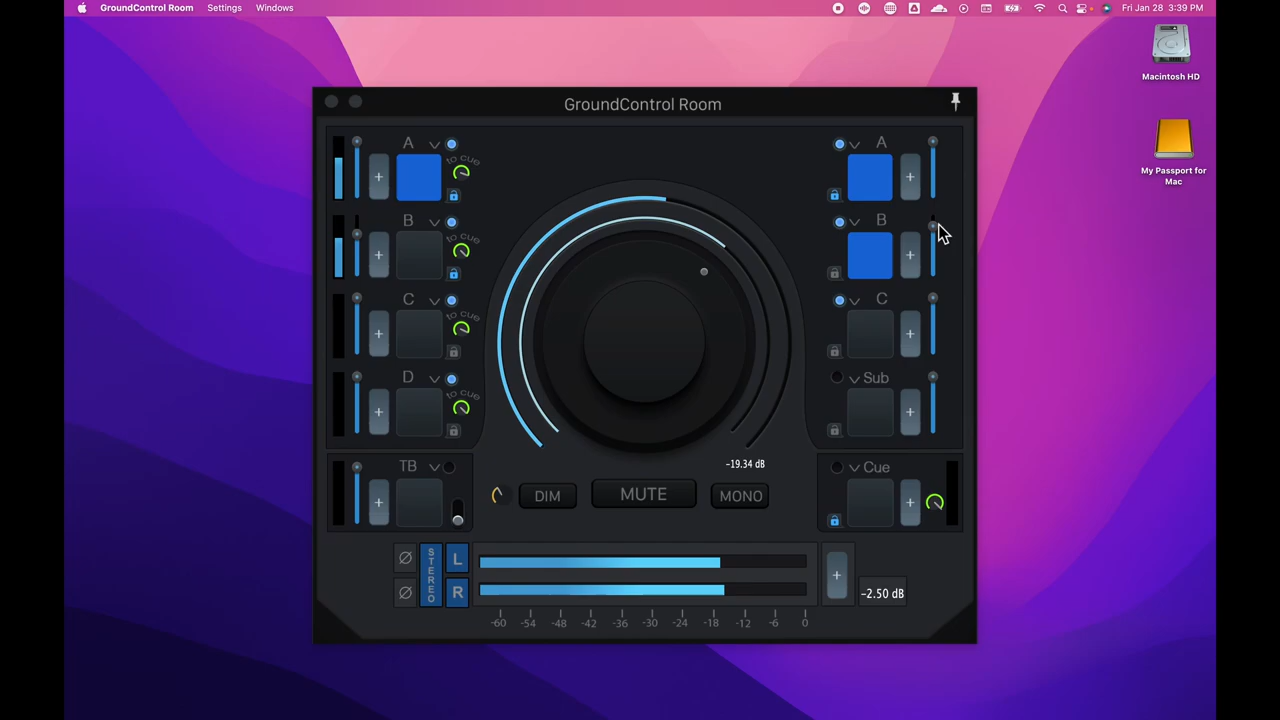 GroundControl Room Settings Windows Fri Jan 28 3:39 PM
Macintosh HD
My Passport for
Mac
GroundControl Room
A
to cue
+
B
to cue
+
C
to cue
+
D
to cue
+
TB
+
A
+
B
+
C
+
Sub
+
Cue
+
-19.34 dB
DIM
MUTE
MONO
Ø
Ø
STEREO
L
R
+
-2.50 dB
-60 -54 -48 -42 -36 -30 -24 -18 -12 -6 0